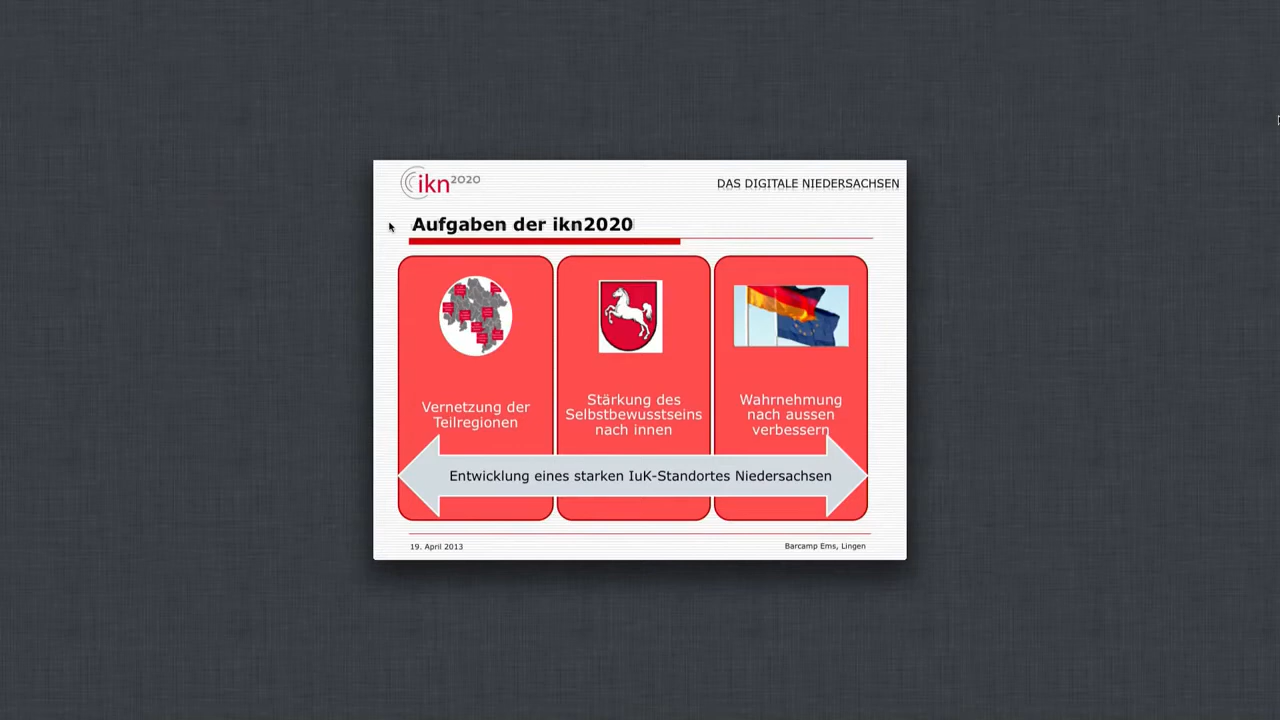 ikn2020
DAS DIGITALE NIEDERSACHSEN
Aufgaben der ikn2020
Vernetzung der
Teilregionen
Stärkung des
Selbstbewusstseins
nach innen
Wahrnehmung
nach aussen
verbessern
Entwicklung eines starken IuK-Standortes Niedersachsen
19. April 2013
Barcamp Ems, Lingen